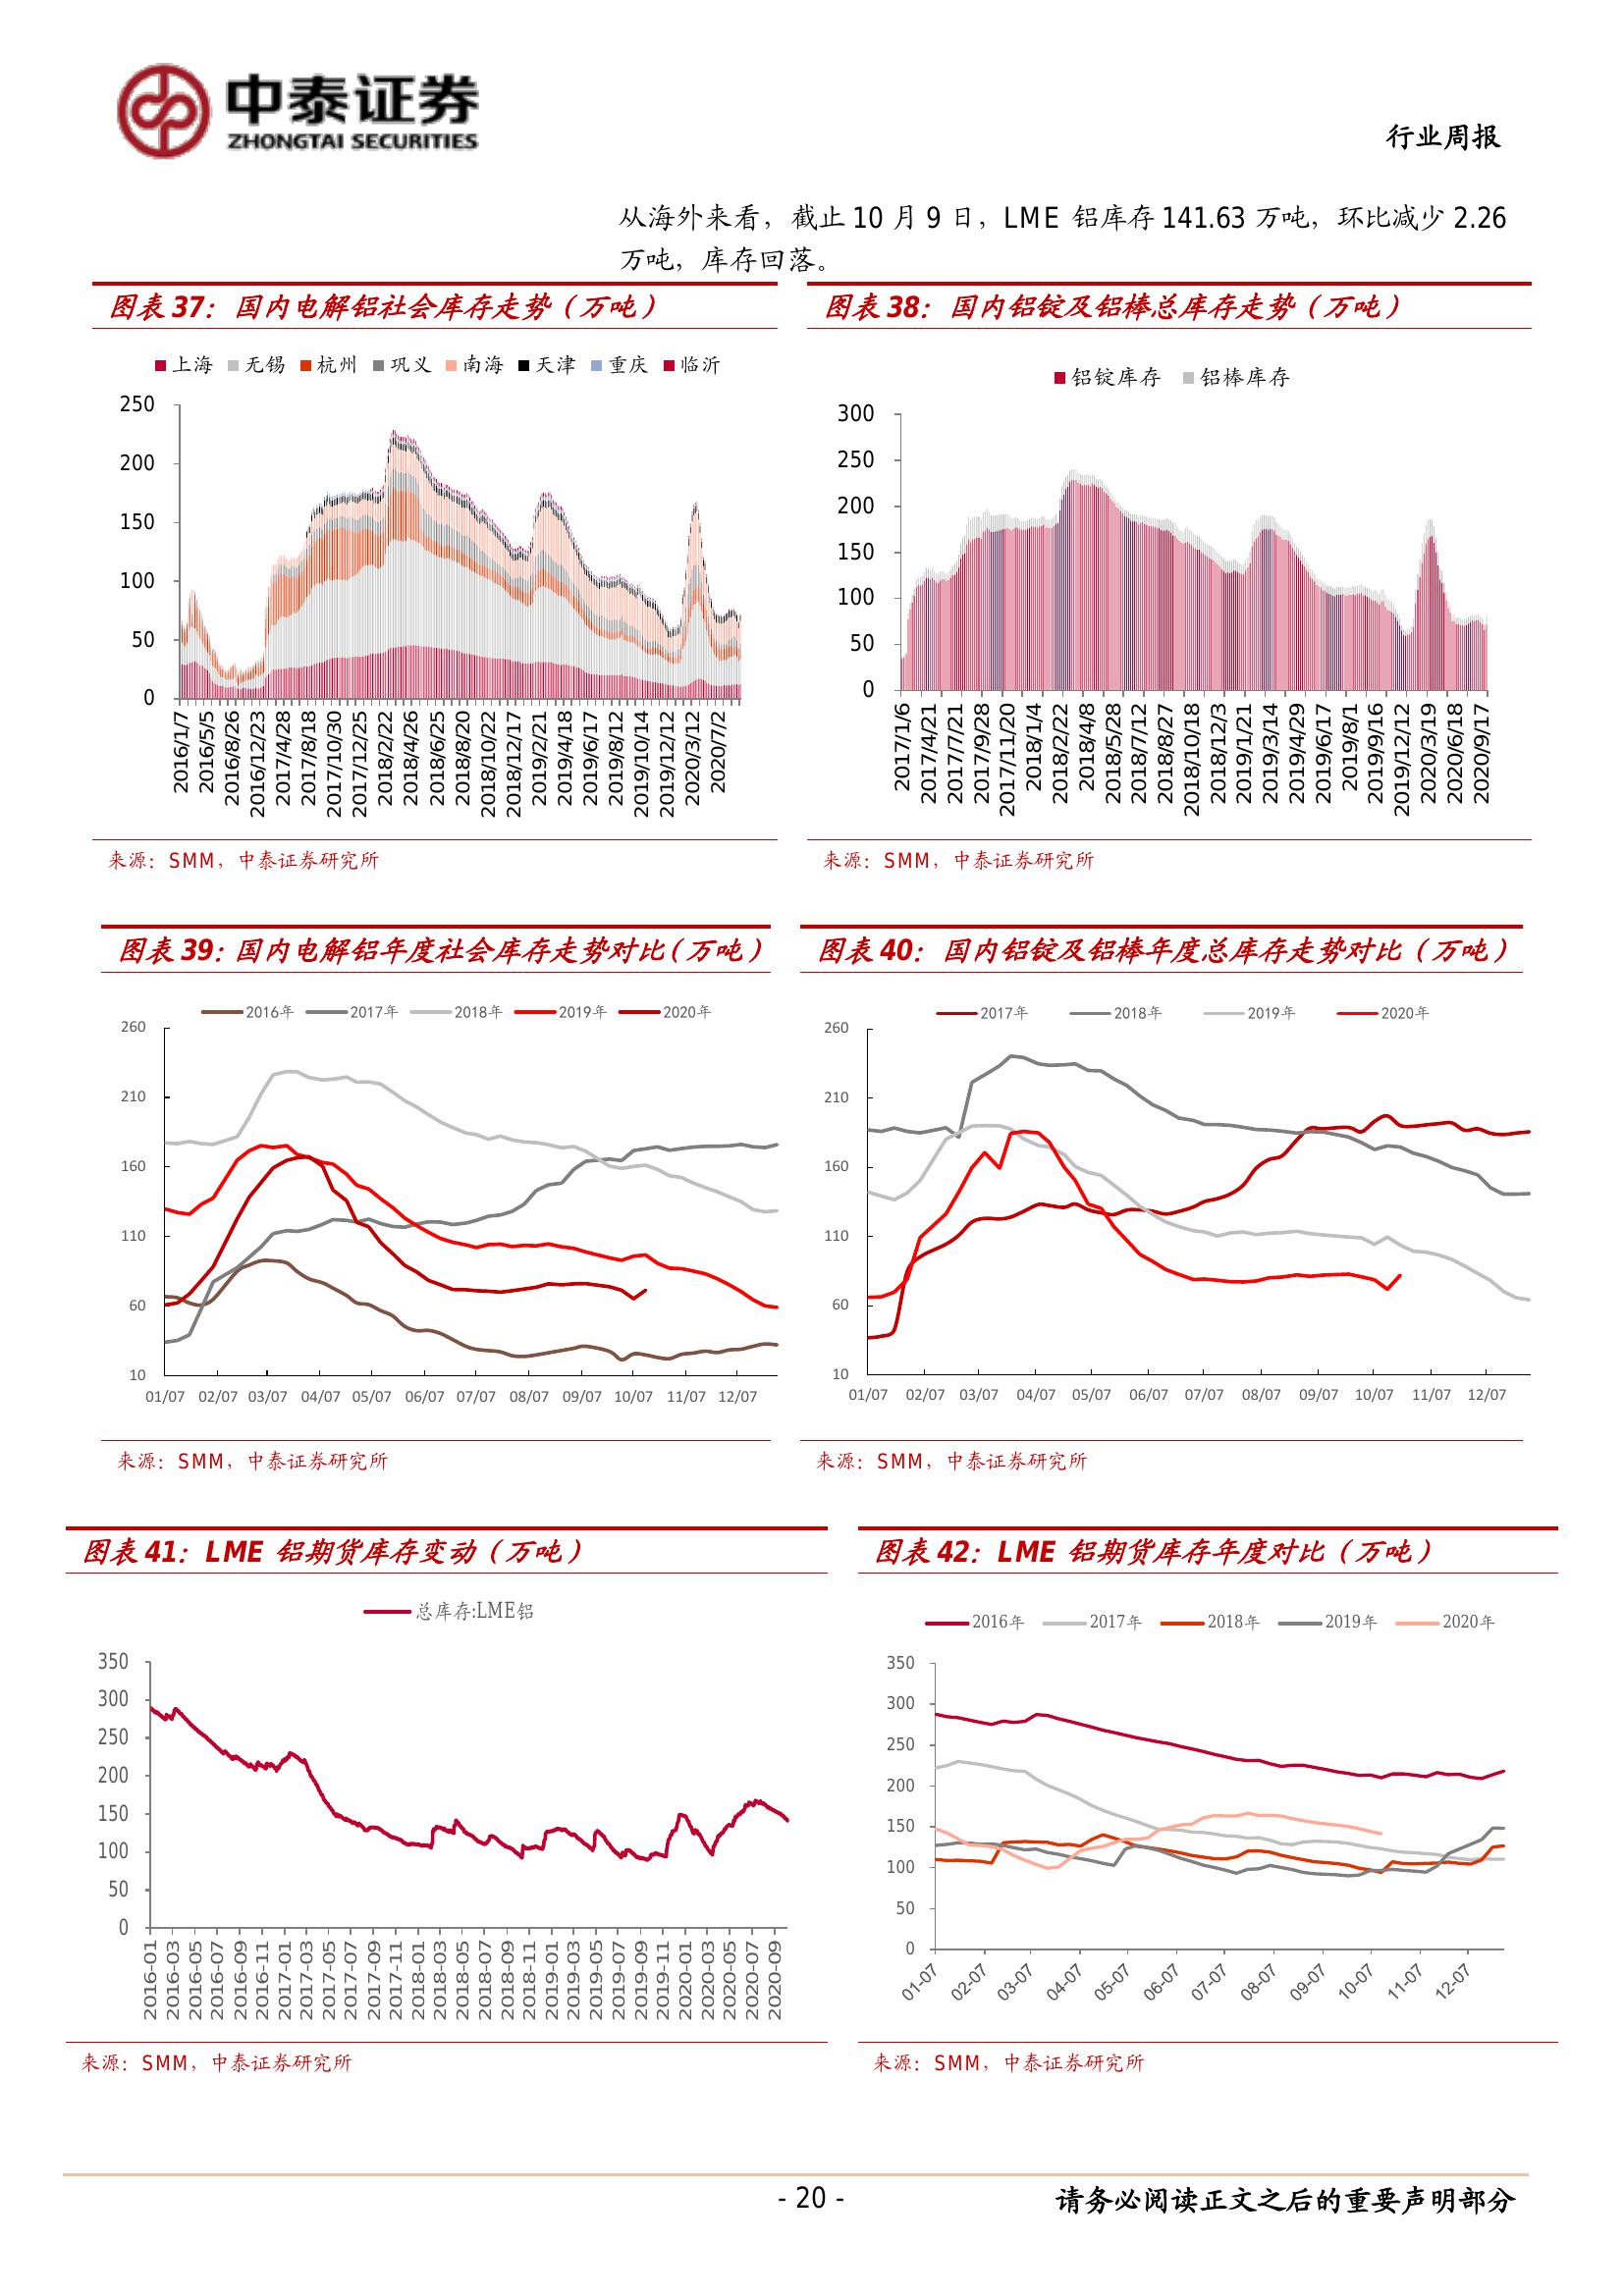 中泰证券
ZHONGTAI SECURITIES
行业周报
从海外来看，截止 10 月 9 日，LME 铝库存 141.63 万吨，环比减少 2.26
万吨，库存回落。
图表 37：国内电解铝社会库存走势（万吨）
上海 无锡 杭州 巩义 南海 天津 重庆 临沂
250
200
150
100
50
0
2016/1/7 2016/5/5 2016/8/26 2016/12/23 2017/4/28 2017/8/18 2017/10/30 2017/12/25 2018/2/22 2018/4/26 2018/6/25 2018/8/20 2018/10/22 2018/12/17 2019/2/21 2019/4/18 2019/6/17 2019/8/12 2019/10/14 2019/12/12 2020/3/12 2020/7/2
来源：SMM，中泰证券研究所
图表 38：国内铝锭及铝棒总库存走势（万吨）
铝锭库存 铝棒库存
300
250
200
150
100
50
0
2017/1/6 2017/4/21 2017/7/21 2017/9/28 2017/11/20 2018/1/4 2018/2/22 2018/4/8 2018/5/28 2018/7/12 2018/8/27 2018/10/18 2018/12/3 2019/1/21 2019/3/14 2019/4/29 2019/6/17 2019/8/1 2019/9/16 2019/12/12 2020/3/19 2020/6/18 2020/9/17
来源：SMM，中泰证券研究所
图表 39：国内电解铝年度社会库存走势对比（万吨）
2016年 2017年 2018年 2019年 2020年
260
210
160
110
60
10
01/07 02/07 03/07 04/07 05/07 06/07 07/07 08/07 09/07 10/07 11/07 12/07
来源：SMM，中泰证券研究所
图表 40：国内铝锭及铝棒年度总库存走势对比（万吨）
2017年 2018年 2019年 2020年
260
210
160
110
60
10
01/07 02/07 03/07 04/07 05/07 06/07 07/07 08/07 09/07 10/07 11/07 12/07
来源：SMM，中泰证券研究所
图表 41：LME 铝期货库存变动（万吨）
总库存:LME铝
350
300
250
200
150
100
50
0
2016-01 2016-03 2016-05 2016-07 2016-09 2016-11 2017-01 2017-03 2017-05 2017-07 2017-09 2017-11 2018-01 2018-03 2018-05 2018-07 2018-09 2018-11 2019-01 2019-03 2019-05 2019-07 2019-09 2019-11 2020-01 2020-03 2020-05 2020-07 2020-09
来源：SMM，中泰证券研究所
图表 42：LME 铝期货库存年度对比（万吨）
2016年 2017年 2018年 2019年 2020年
350
300
250
200
150
100
50
0
01-07 02-07 03-07 04-07 05-07 06-07 07-07 08-07 09-07 10-07 11-07 12-07
来源：SMM，中泰证券研究所
- 20 -
请务必阅读正文之后的重要声明部分